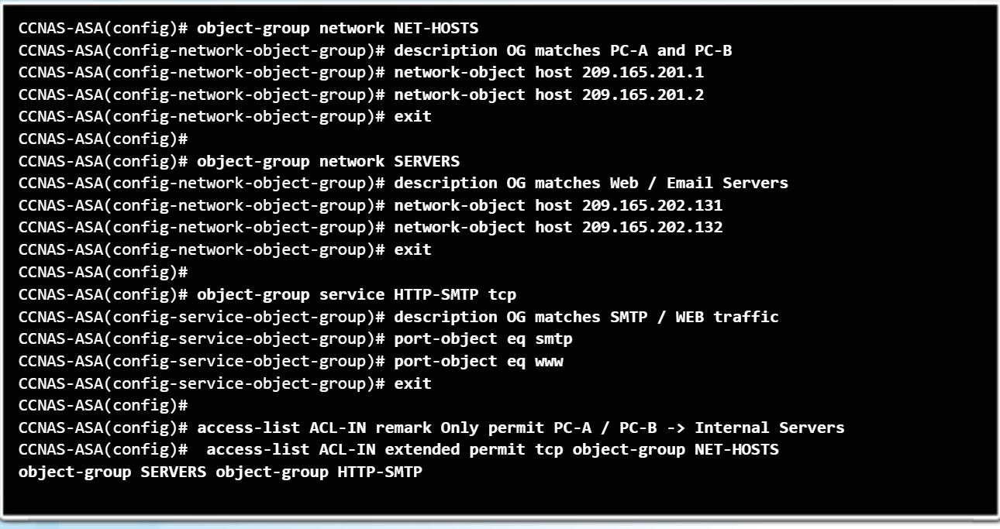 CCNAS-ASA(config)# object-group network NET-HOSTS
CCNAS-ASA(config-network-object-group)# description OG matches PC-A and PC-B
CCNAS-ASA(config-network-object-group)# network-object host 209.165.201.1
CCNAS-ASA(config-network-object-group)# network-object host 209.165.201.2
CCNAS-ASA(config-network-object-group)# exit
CCNAS-ASA(config)#
CCNAS-ASA(config)# object-group network SERVERS
CCNAS-ASA(config-network-object-group)# description OG matches Web / Email Servers
CCNAS-ASA(config-network-object-group)# network-object host 209.165.202.131
CCNAS-ASA(config-network-object-group)# network-object host 209.165.202.132
CCNAS-ASA(config-network-object-group)# exit
CCNAS-ASA(config)#
CCNAS-ASA(config)# object-group service HTTP-SMTP tcp
CCNAS-ASA(config-service-object-group)# description OG matches SMTP / WEB traffic
CCNAS-ASA(config-service-object-group)# port-object eq smtp
CCNAS-ASA(config-service-object-group)# port-object eq www
CCNAS-ASA(config-service-object-group)# exit
CCNAS-ASA(config)#
CCNAS-ASA(config)# access-list ACL-IN remark Only permit PC-A / PC-B -> Internal Servers
CCNAS-ASA(config)#  access-list ACL-IN extended permit tcp object-group NET-HOSTS
object-group SERVERS object-group HTTP-SMTP